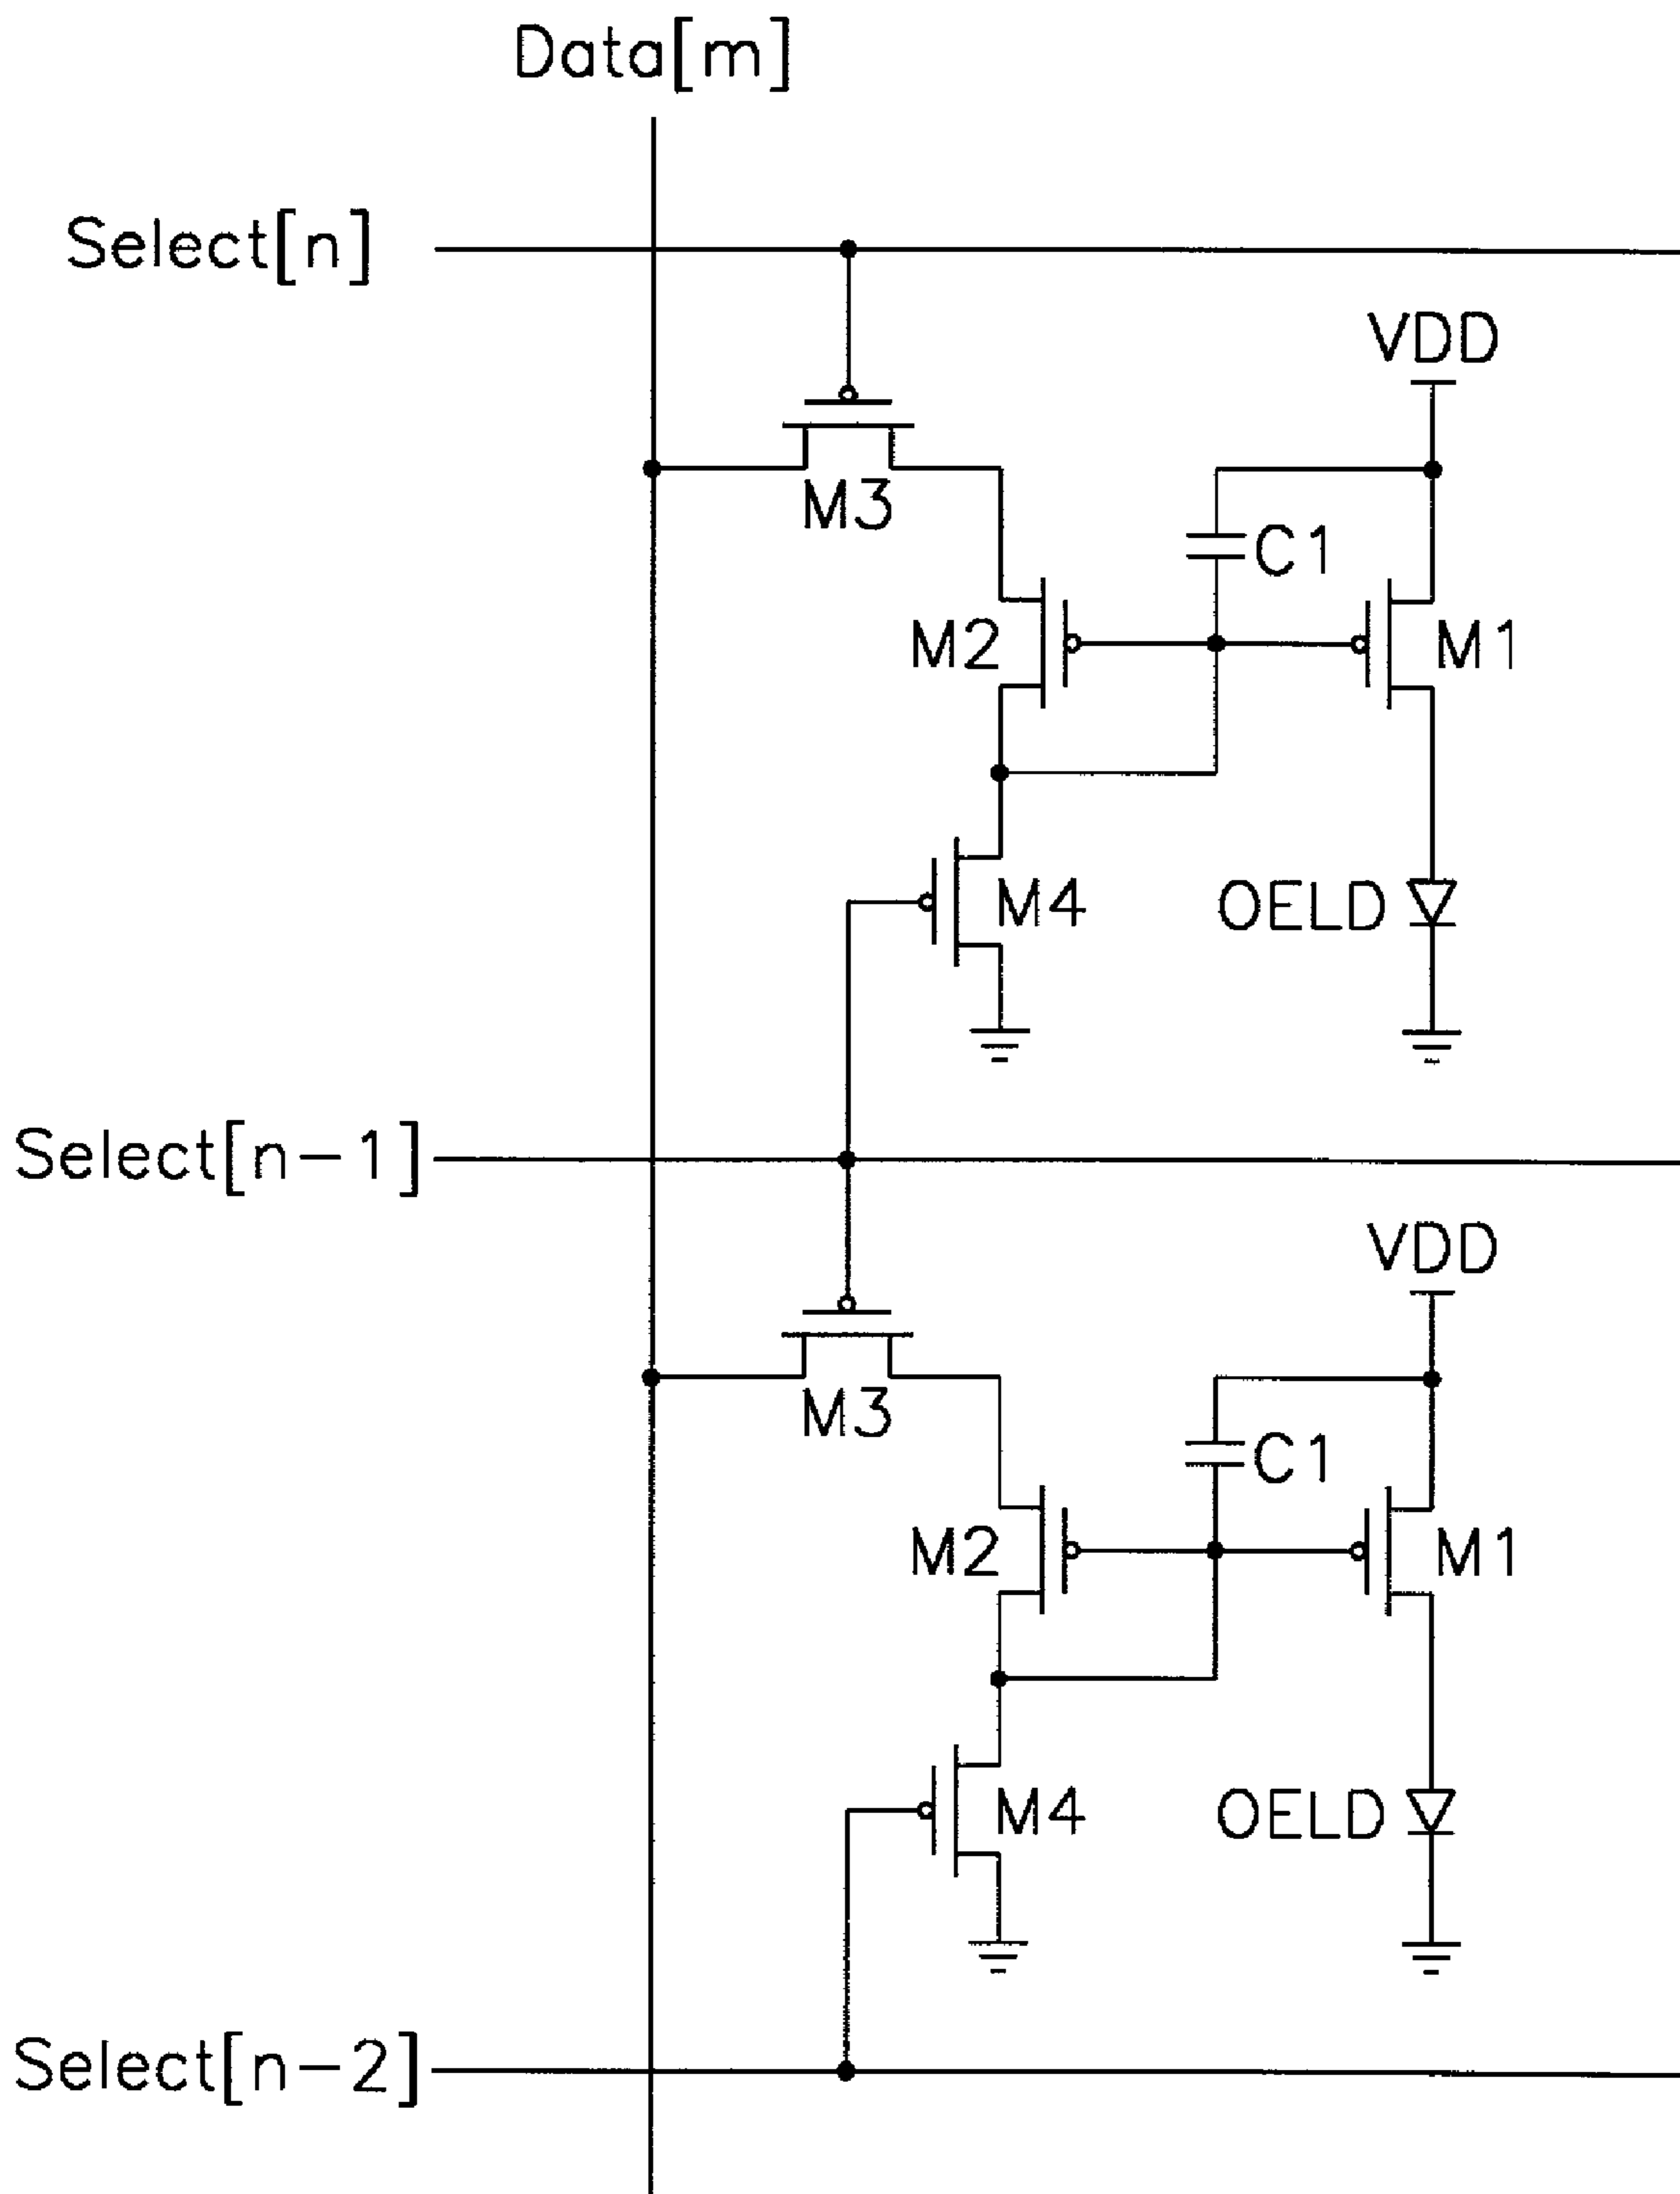 Data[m]
Select[n]
VDD
M3
C1
M2
M1
M4
OELD
Select[n-1]
VDD
M3
C1
M2
M1
M4
OELD
Select[n-2]